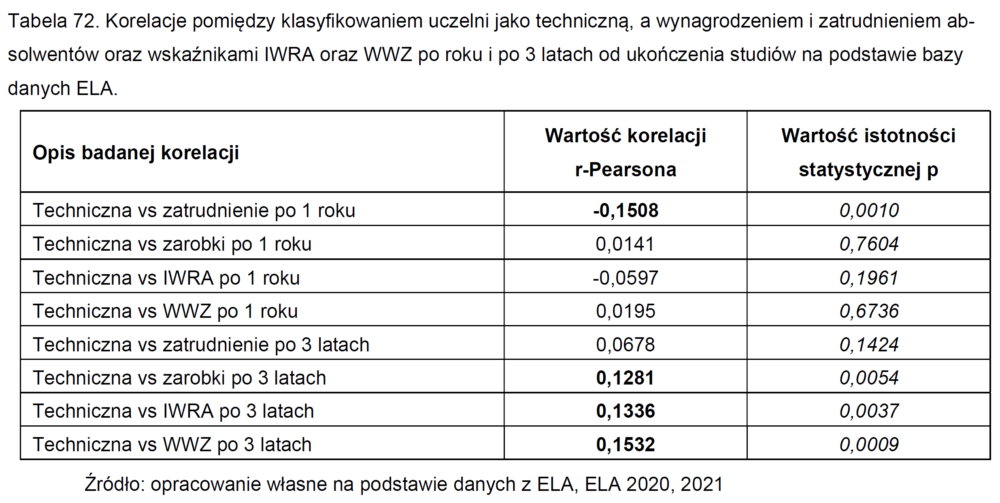 Tabela 72. Korelacje pomiędzy klasyfikowaniem uczelni jako techniczną, a wynagrodzeniem i zatrudnieniem ab-
solwentów oraz wskaźnikami IWRA oraz WWZ po roku i po 3 latach od ukończenia studiów na podstawie bazy
danych ELA.
Opis badanej korelacji
Wartość korelacji
r-Pearsona
Wartość istotności
statystycznej p
Techniczna vs zatrudnienie po 1 roku -0,1508 0,0010
Techniczna vs zarobki po 1 roku 0,0141 0,7604
Techniczna vs IWRA po 1 roku -0,0597 0,1961
Techniczna vs WWZ po 1 roku 0,0195 0,6736
Techniczna vs zatrudnienie po 3 latach 0,0678 0,1424
Techniczna vs zarobki po 3 latach 0,1281 0,0054
Techniczna vs IWRA po 3 latach 0,1336 0,0037
Techniczna vs WWZ po 3 latach 0,1532 0,0009
Źródło: opracowanie własne na podstawie danych z ELA, ELA 2020, 2021